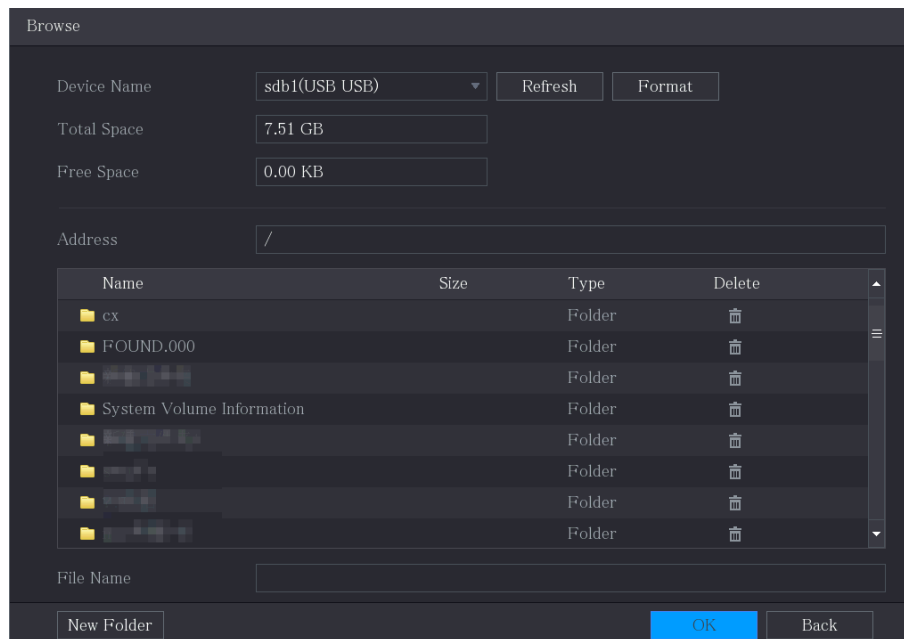 Browse
Device Name sdb1(USB USB) Refresh Format
Total Space 7.51 GB
Free Space 0.00 KB
Address /
Name Size Type Delete
cx Folder
FOUND.000 Folder
Folder
System Volume Information Folder
Folder
Folder
Folder
Folder
File Name
New Folder OK Back